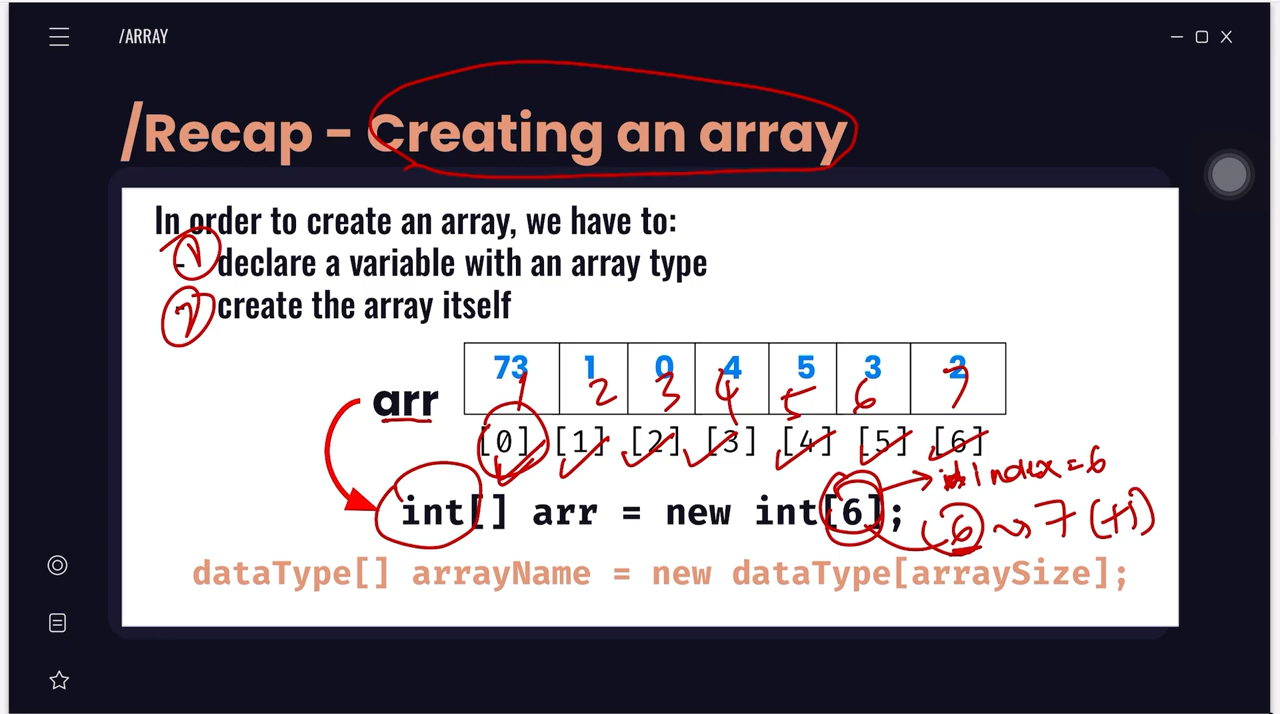 /ARRAY
/Recap - Creating an array
In order to create an array, we have to:
1 declare a variable with an array type
2 create the array itself
73 1 0 4 5 3 2
1 2 3 4 5 6 7
arr
[0] [1] [2] [3] [4] [5] [6]
Index = 6
int[] arr = new int[6];
6 7 (+1)
dataType[] arrayName = new dataType[arraySize];